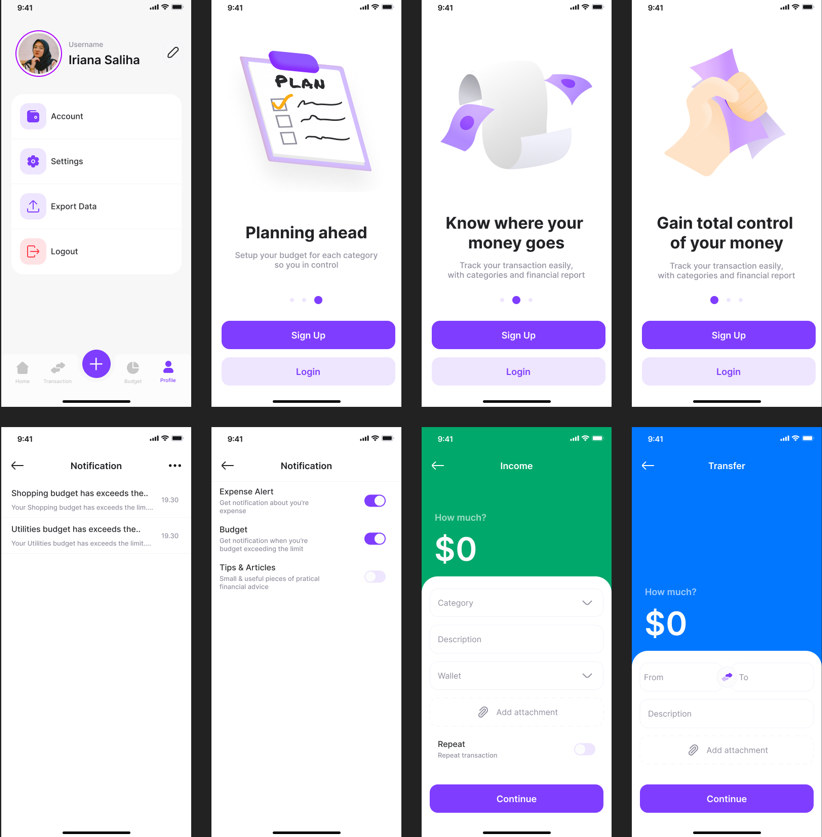 9:41
Username
Iriana Saliha
Account
Settings
Export Data
Logout
Home
Transaction
Budget
Profile
9:41
PLAN
Planning ahead
Setup your budget for each category
so you in control
Sign Up
Login
9:41
Know where your
money goes
Track your transaction easily,
with categories and financial report
Sign Up
Login
9:41
Gain total control
of your money
Track your transaction easily,
with categories and financial report
Sign Up
Login
9:41
Notification
Shopping budget has exceeds the..
Your Shopping budget has exceeds the lim....
19.30
Utilities budget has exceeds the..
Your Utilities budget has exceeds the limit....
19.30
9:41
Notification
Expense Alert
Get notification about you're
expense
Budget
Get notification when you're
budget exceeding the limit
Tips & Articles
Small & useful pieces of pratical
financial advice
9:41
Income
How much?
$0
Category
Description
Wallet
Add attachment
Repeat
Repeat transaction
Continue
9:41
Transfer
How much?
$0
From
To
Description
Add attachment
Continue